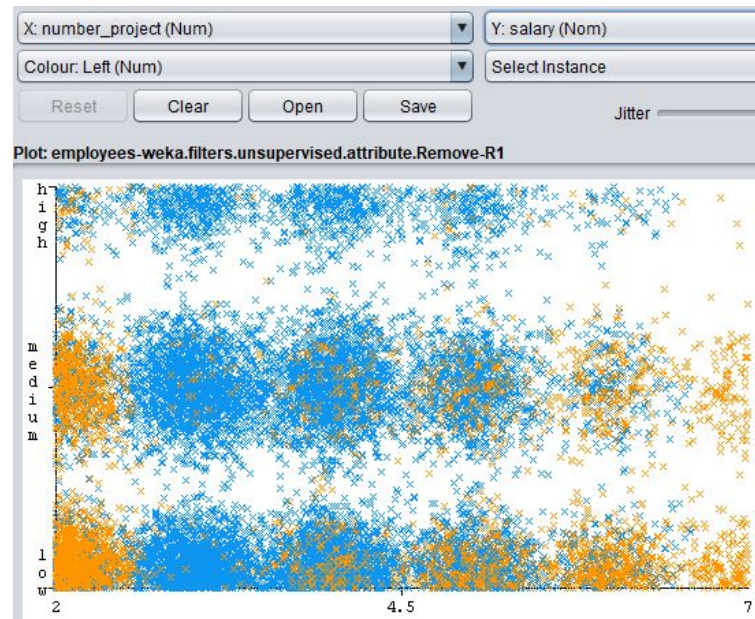 X: number_project (Num)
Y: salary (Nom)
Colour: Left (Num)
Select Instance
Reset
Clear
Open
Save
Jitter
Plot: employees-weka.filters.unsupervised.attribute.Remove-R1
high
medium
low
2
4.5
7